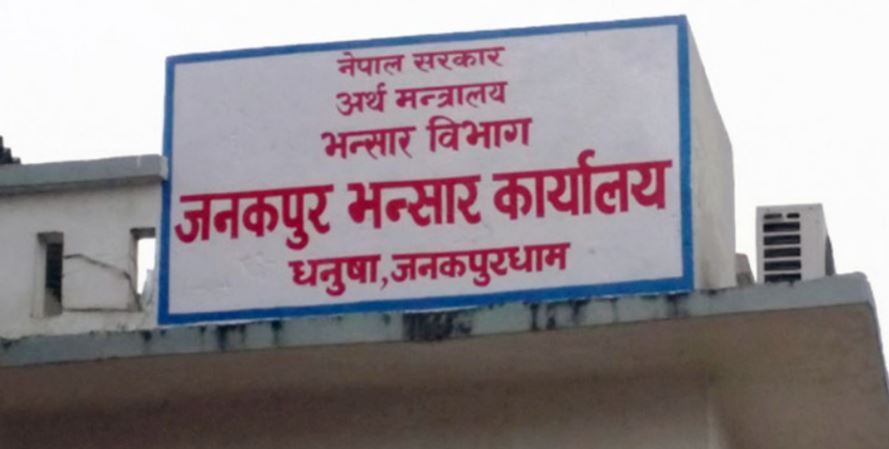 नेपाल सरकार
अर्थ मन्त्रालय
भन्सार विभाग
जनकपुर भन्सार कार्यालय
धनुषा,जनकपुरधाम